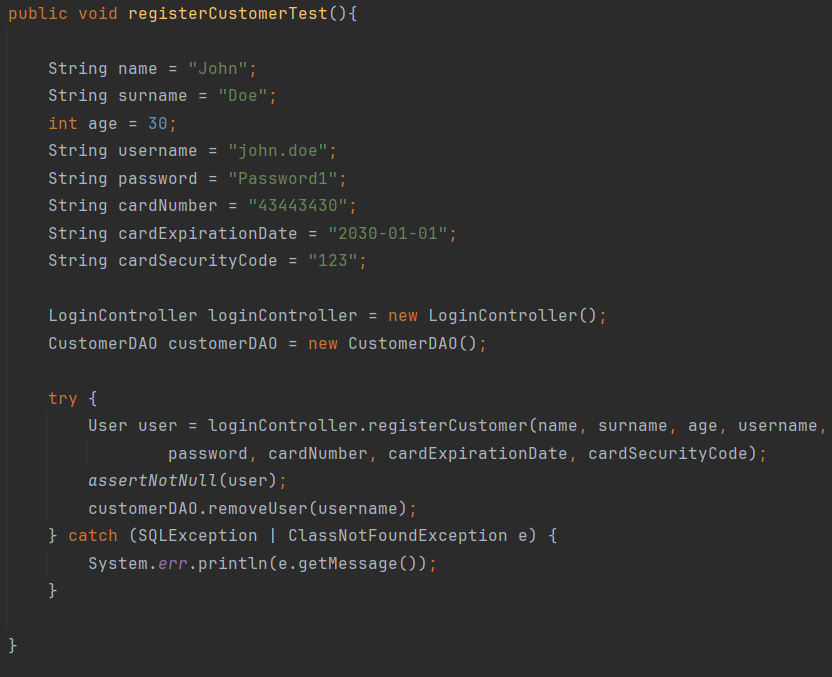 public void registerCustomerTest(){
String name = "John";
String surname = "Doe";
int age = 30;
String username = "john.doe";
String password = "Password1";
String cardNumber = "43443430";
String cardExpirationDate = "2030-01-01";
String cardSecurityCode = "123";
LoginController loginController = new LoginController();
CustomerDAO customerDAO = new CustomerDAO();
try {
User user = loginController.registerCustomer(name, surname, age, username,
password, cardNumber, cardExpirationDate, cardSecurityCode);
assertNotNull(user);
customerDAO.removeUser(username);
} catch (SQLException | ClassNotFoundException e) {
System.err.println(e.getMessage());
}
}